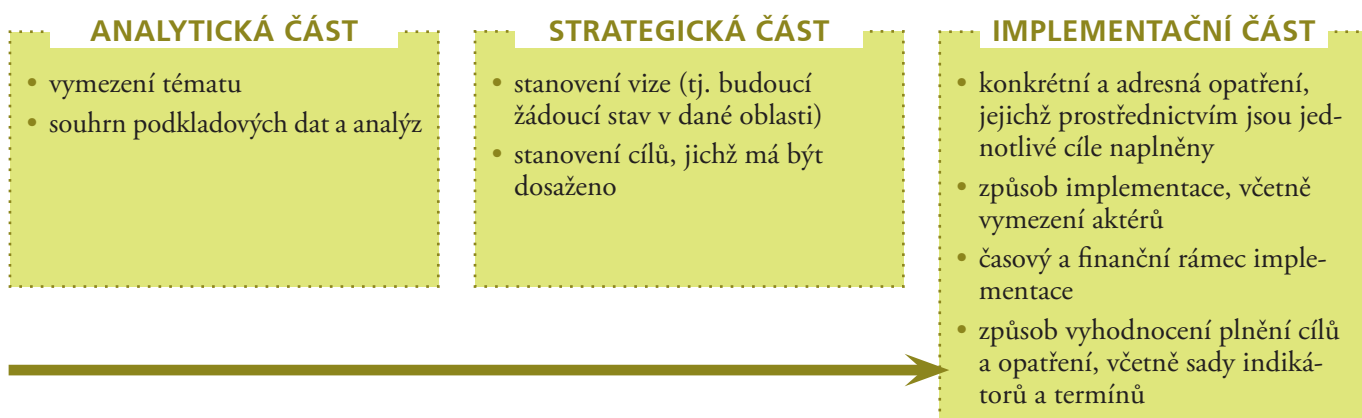 ANALYTICKÁ ČÁST
• vymezení tématu
• souhrn podkladových dat a analýz
STRATEGICKÁ ČÁST
• stanovení vize (tj. budoucí
žádoucí stav v dané oblasti)
• stanovení cílů, jichž má být
dosaženo
IMPLEMENTAČNÍ ČÁST
• konkrétní a adresná opatření,
jejichž prostřednictvím jsou jed-
notlivé cíle naplněny
• způsob implementace, včetně
vymezení aktérů
• časový a finanční rámec imple-
mentace
• způsob vyhodnocení plnění cílů
a opatření, včetně sady indiká-
torů a termínů